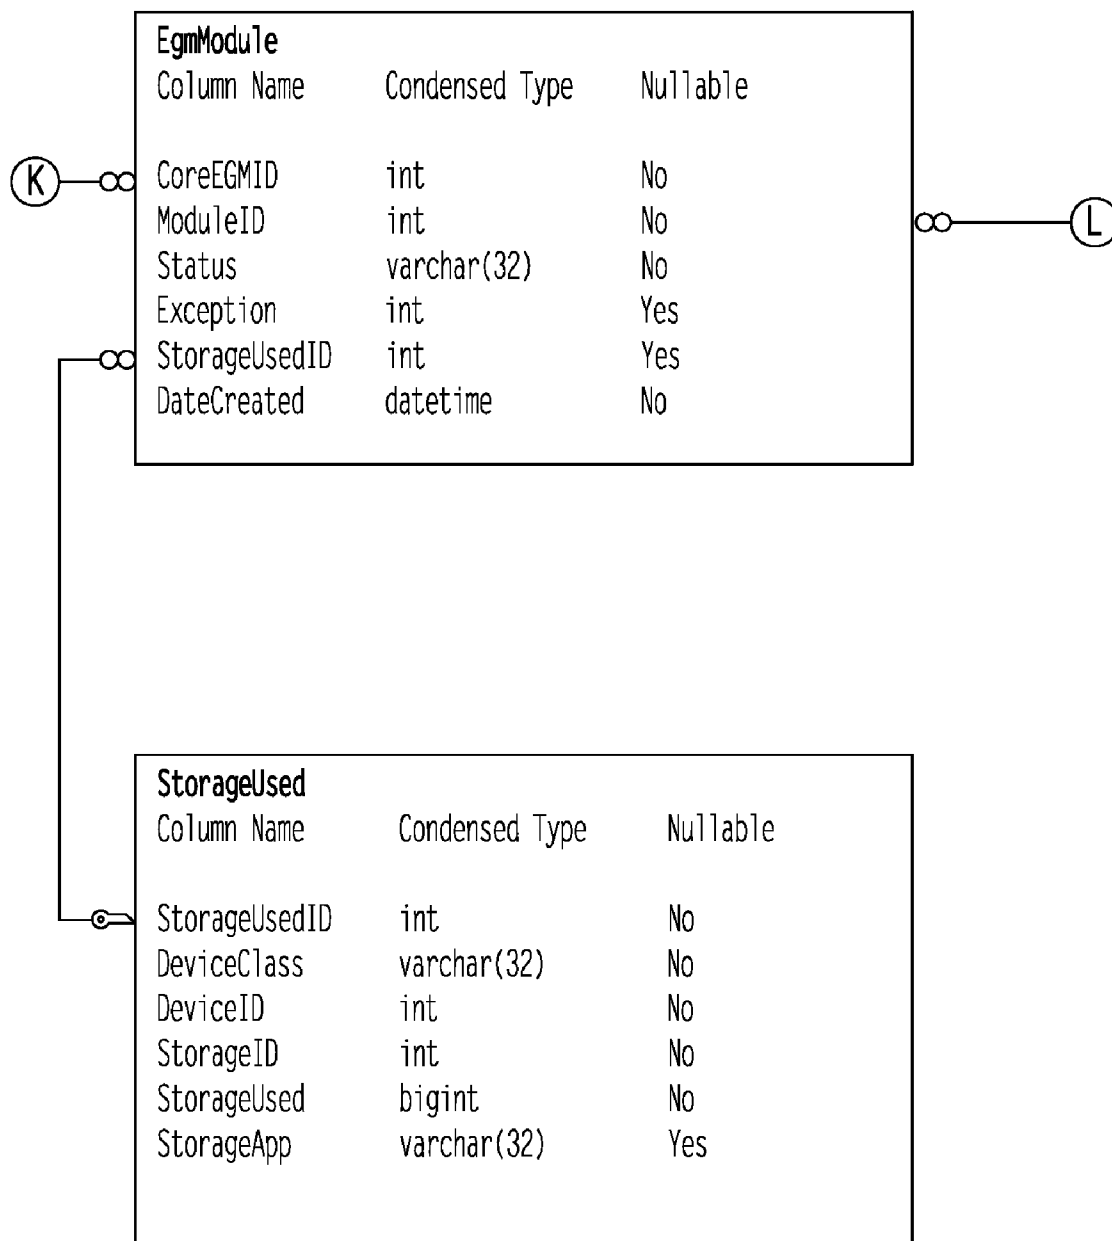 EgmModule
Column Name Condensed Type Nullable
K CoreEGMID int No
ModuleID int No L
Status varchar(32) No
Exception int Yes
StorageUsedID int Yes
DateCreated datetime No
StorageUsed
Column Name Condensed Type Nullable
StorageUsedID int No
DeviceClass varchar(32) No
DeviceID int No
StorageID int No
StorageUsed bigint No
StorageApp varchar(32) Yes